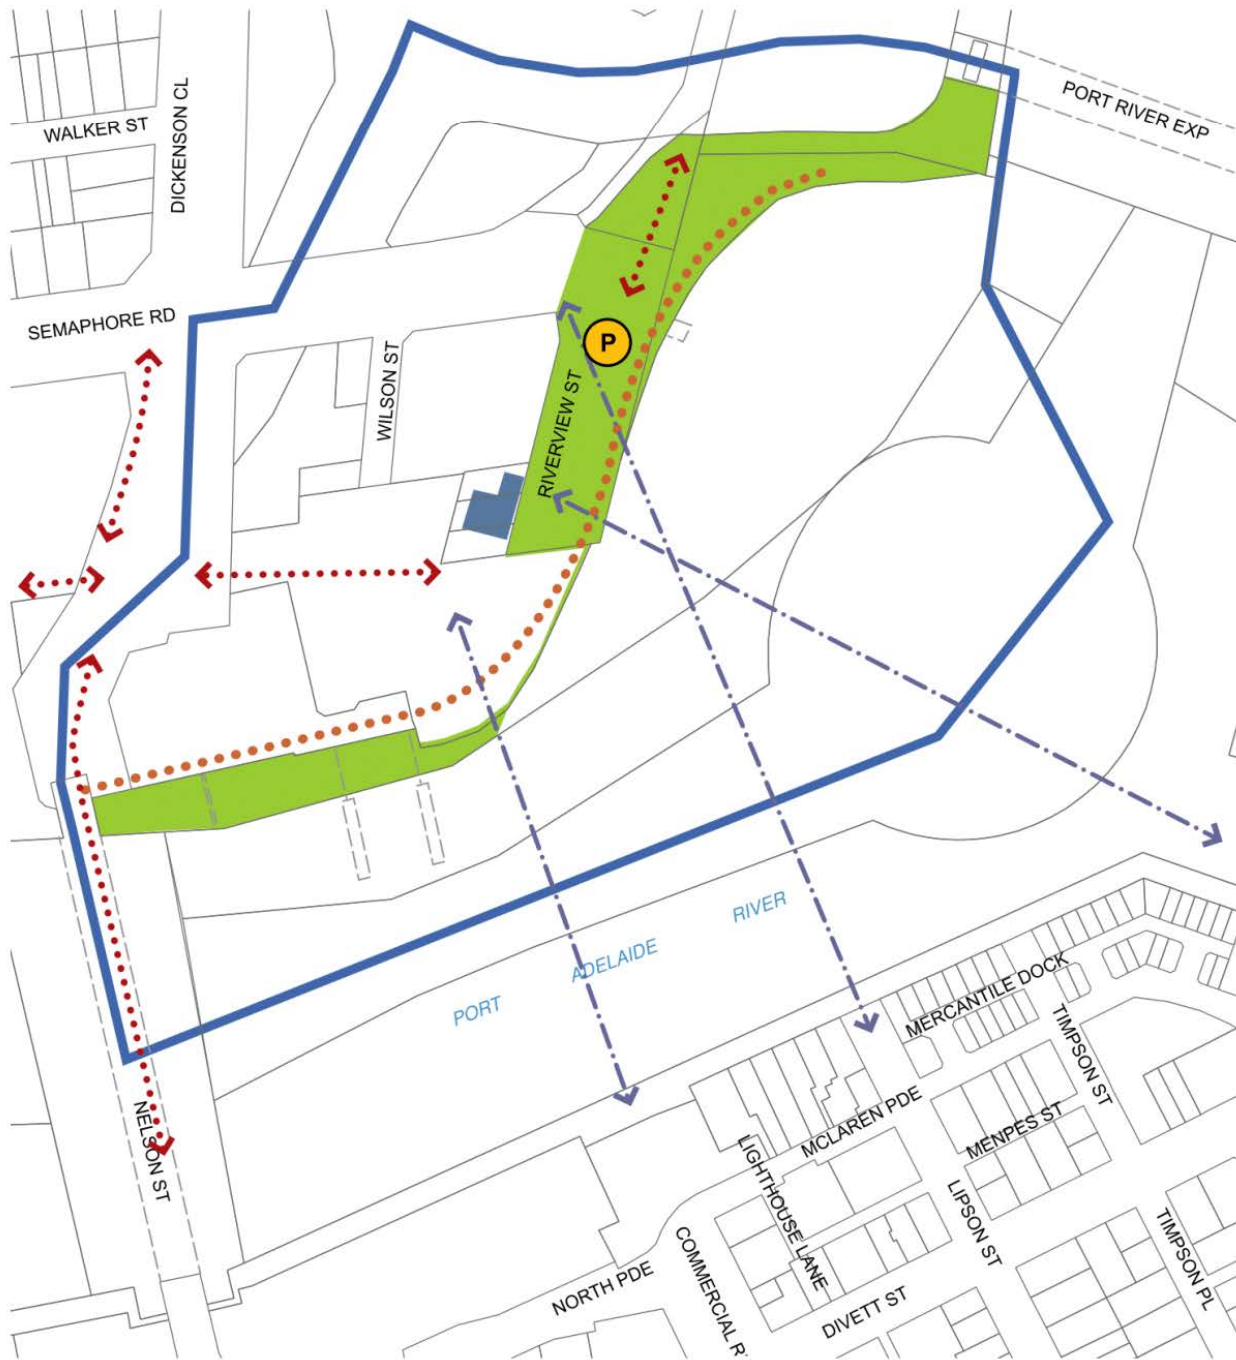 PORT RIVER EXP
WALKER ST
DICKENSON CL
SEMAPHORE RD
P
WILSON ST
RIVERVIEW ST
PORT ADELAIDE RIVER
MERCANTILE DOCK
TIMPSON ST
NELSON ST
MCLAREN PDE
MENPES ST
LIGHTHOUSE LANE
LIPSON ST
TIMPSON PL
COMMERCIAL R
NORTH PDE
DIVETT ST